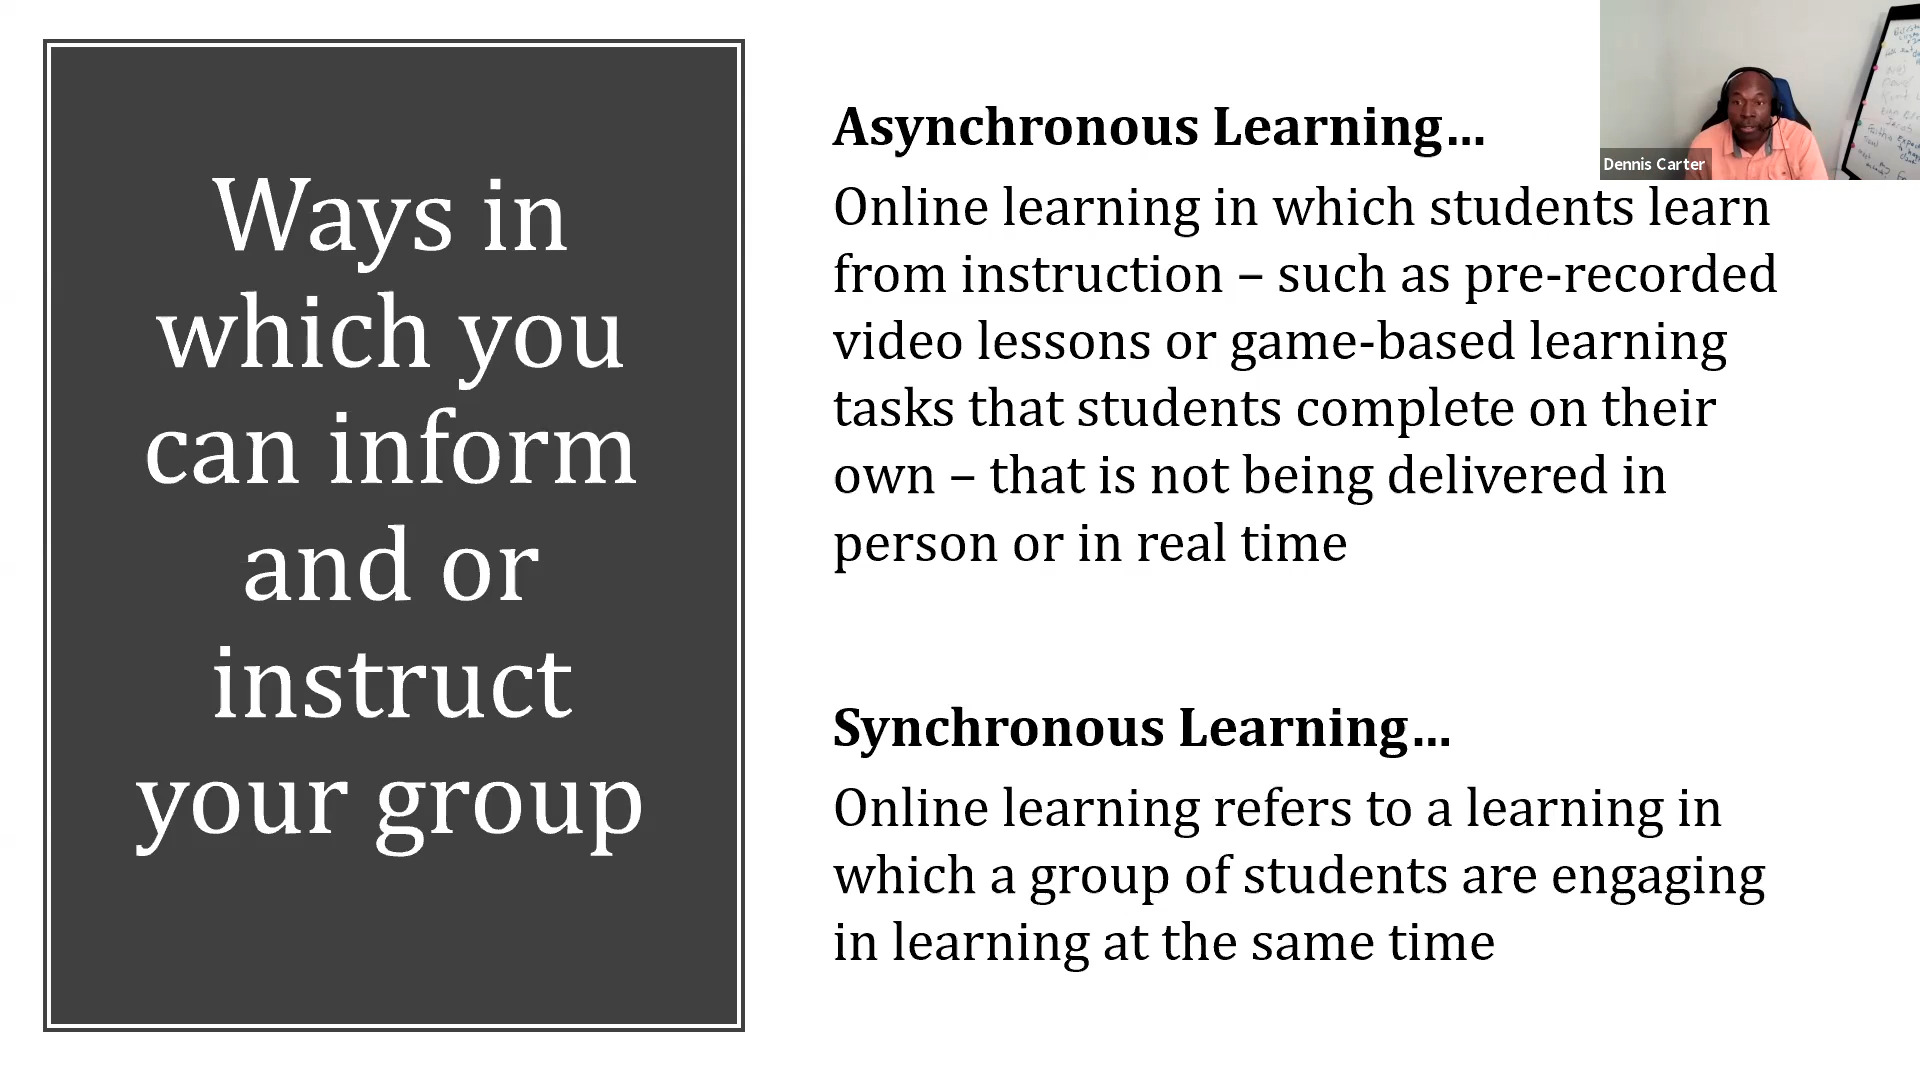 Ways in
which you
can inform
and or
instruct
your group
Asynchronous Learning...
Online learning in which students learn
from instruction – such as pre-recorded
video lessons or game-based learning
tasks that students complete on their
own – that is not being delivered in
person or in real time
Synchronous Learning...
Online learning refers to a learning in
which a group of students are engaging
in learning at the same time
Dennis Carter